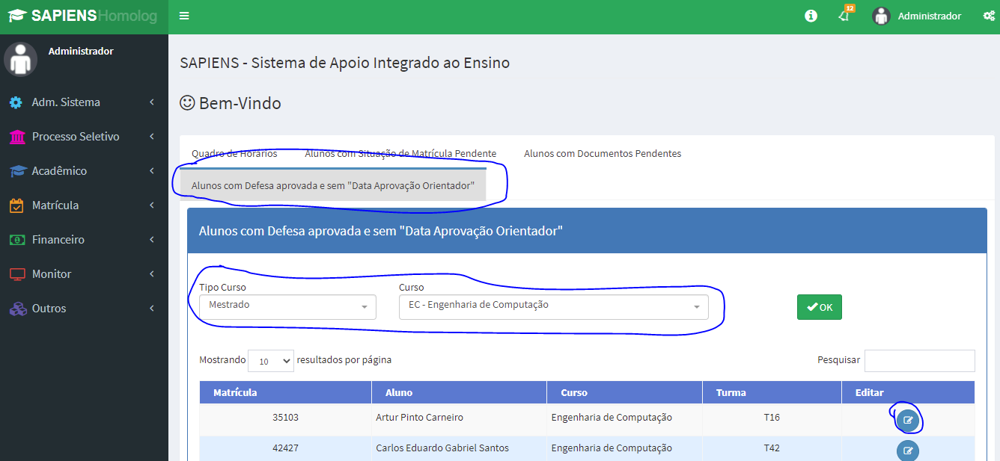 SAPIENSHomolog
12
Administrador
Administrador
Adm. Sistema
Processo Seletivo
Acadêmico
Matrícula
Financeiro
Monitor
Outros
SAPIENS - Sistema de Apoio Integrado ao Ensino
Bem-Vindo
Quadro de Horários Alunos com Situação de Matrícula Pendente Alunos com Documentos Pendentes
Alunos com Defesa aprovada e sem "Data Aprovação Orientador"
Alunos com Defesa aprovada e sem "Data Aprovação Orientador"
Tipo Curso Curso
Mestrado EC - Engenharia de Computação OK
Mostrando 10 resultados por página Pesquisar
Matrícula Aluno Curso Turma Editar
35103 Artur Pinto Carneiro Engenharia de Computação T16
42427 Carlos Eduardo Gabriel Santos Engenharia de Computação T42